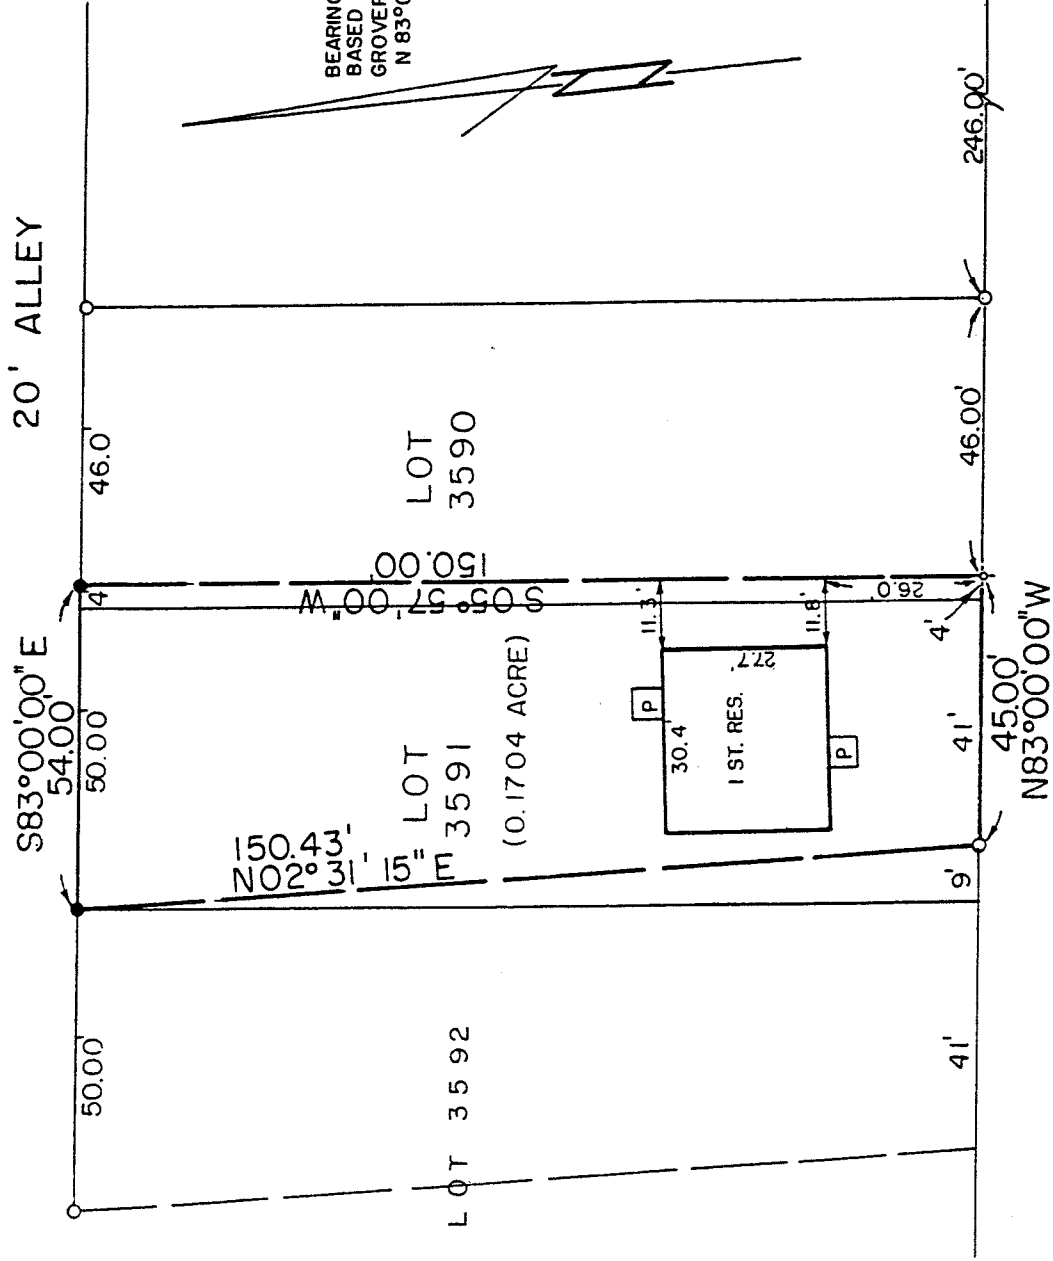 BEARING
BASED
GROVER
N 83°0
20' ALLEY
S83°00'00"E
54.00'
50.00
50.00
4
46.0
246.00'
LOT
3590
150.00
S05°57'00"W
LOT
3591
(0.1704 ACRE)
150.43'
N02°31'15"E
LOT 3592
11.3'
11.8'
26.0'
27.7'
30.4
1 ST. RES.
P
P
4'
46.00'
41'
9'
41'
45.00'
N83°00'00"W